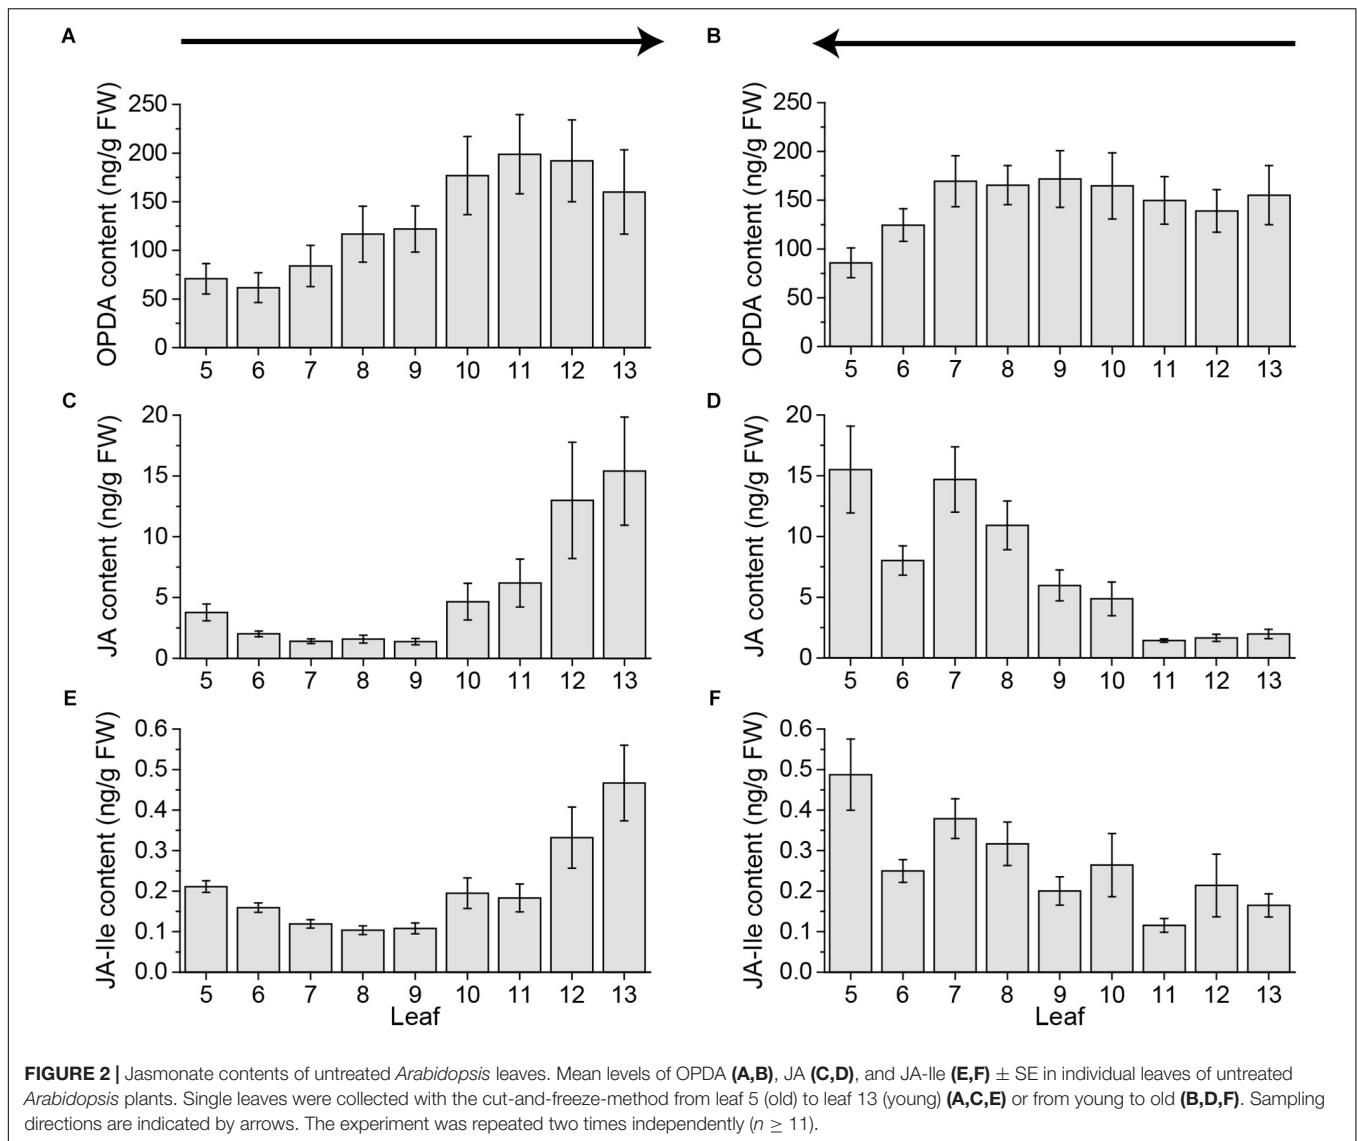 A
B
OPDA content (ng/g FW)
250
200
150
100
50
0
5 6 7 8 9 10 11 12 13
OPDA content (ng/g FW)
250
200
150
100
50
0
5 6 7 8 9 10 11 12 13
C
JA content (ng/g FW)
20
15
10
5
0
5 6 7 8 9 10 11 12 13
D
JA content (ng/g FW)
20
15
10
5
0
5 6 7 8 9 10 11 12 13
E
JA-Ile content (ng/g FW)
0.6
0.5
0.4
0.3
0.2
0.1
0.0
5 6 7 8 9 10 11 12 13
Leaf
F
JA-Ile content (ng/g FW)
0.6
0.5
0.4
0.3
0.2
0.1
0.0
5 6 7 8 9 10 11 12 13
Leaf
FIGURE 2 | Jasmonate contents of untreated Arabidopsis leaves. Mean levels of OPDA (A,B), JA (C,D), and JA-Ile (E,F) ± SE in individual leaves of untreated
Arabidopsis plants. Single leaves were collected with the cut-and-freeze-method from leaf 5 (old) to leaf 13 (young) (A,C,E) or from young to old (B,D,F). Sampling
directions are indicated by arrows. The experiment was repeated two times independently (n ≥ 11).